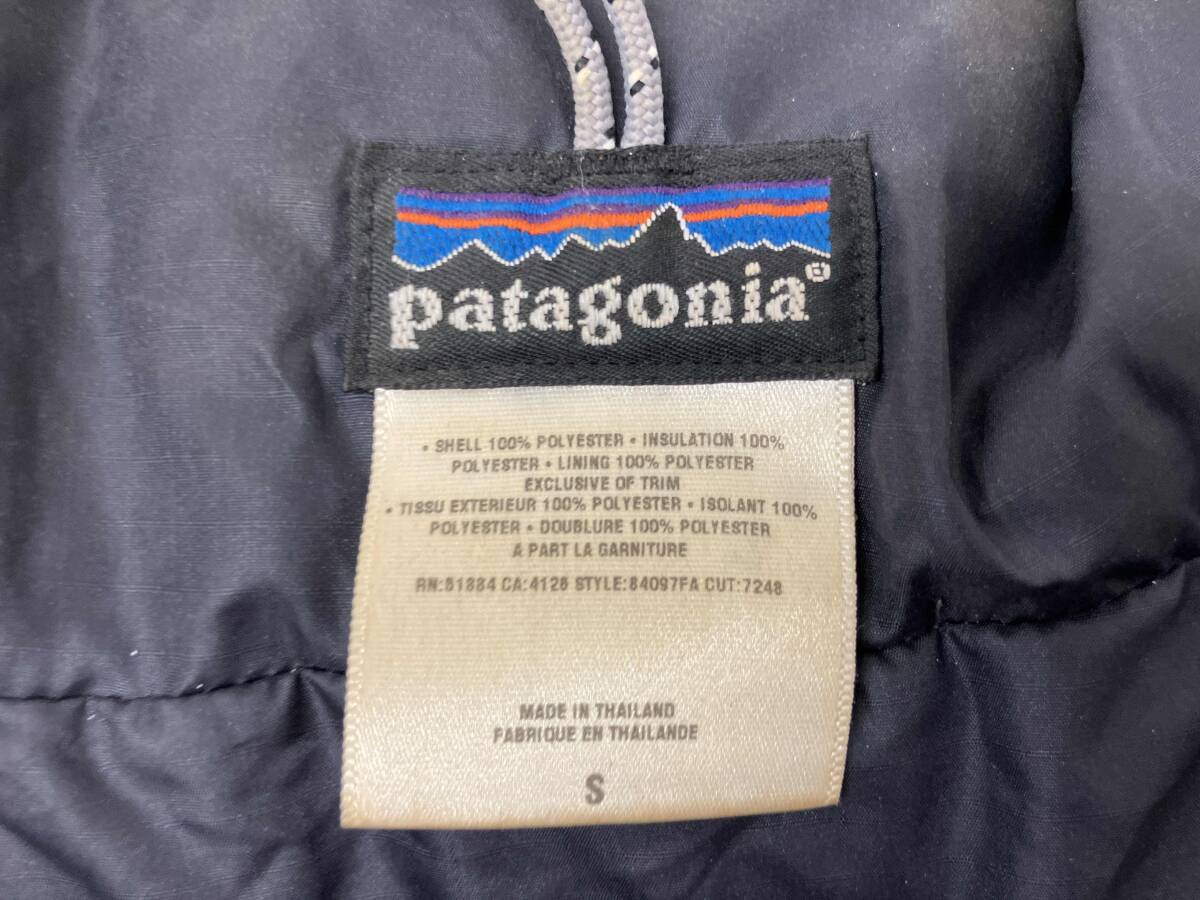 patagonia®
• SHELL 100% POLYESTER • INSULATION 100%
POLYESTER • LINING 100% POLYESTER
EXCLUSIVE OF TRIM
• TISSU EXTERIEUR 100% POLYESTER • ISOLANT 100%
POLYESTER • DOUBLURE 100% POLYESTER
A PART LA GARNITURE
RN:51884 CA:4126 STYLE:84097FA CUT:7248
MADE IN THAILAND
FABRIQUE EN THAILANDE
S